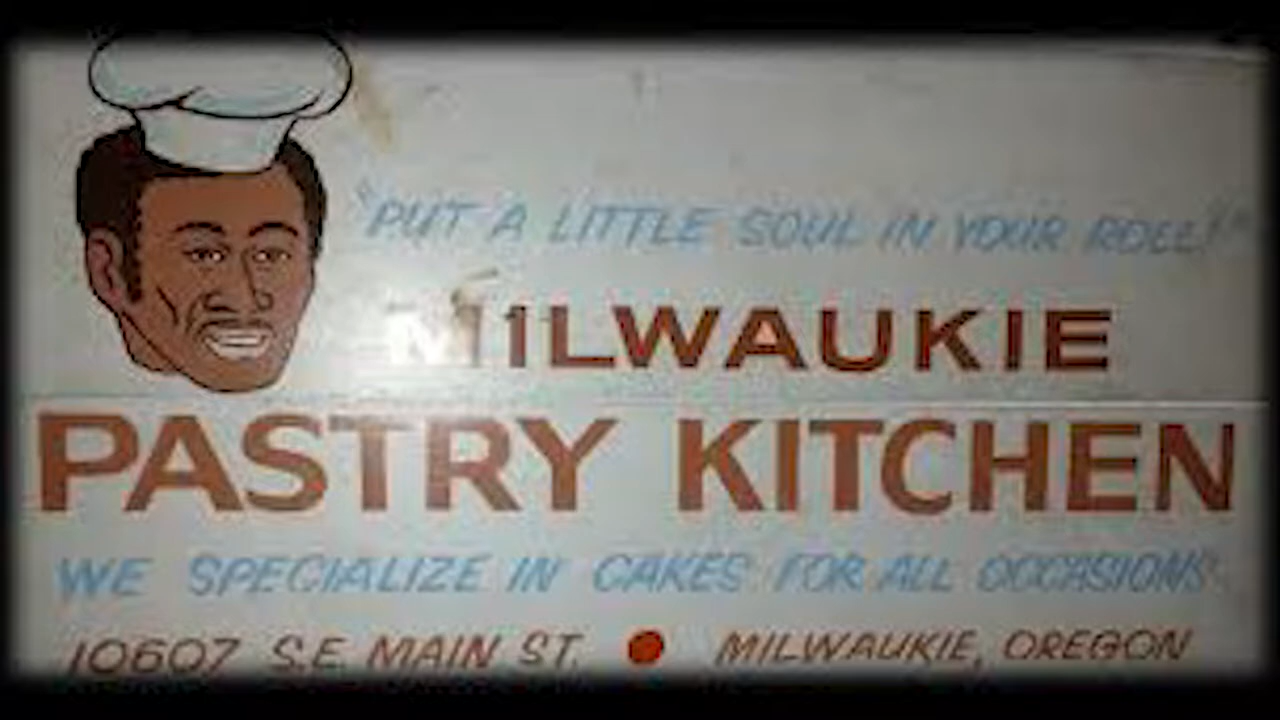 "PUT A LITTLE SOUL IN YOUR ROLL!"
MILWAUKIE
PASTRY KITCHEN
WE SPECIALIZE IN CAKES FOR ALL OCCASIONS
10607 S.E. MAIN ST. • MILWAUKIE, OREGON